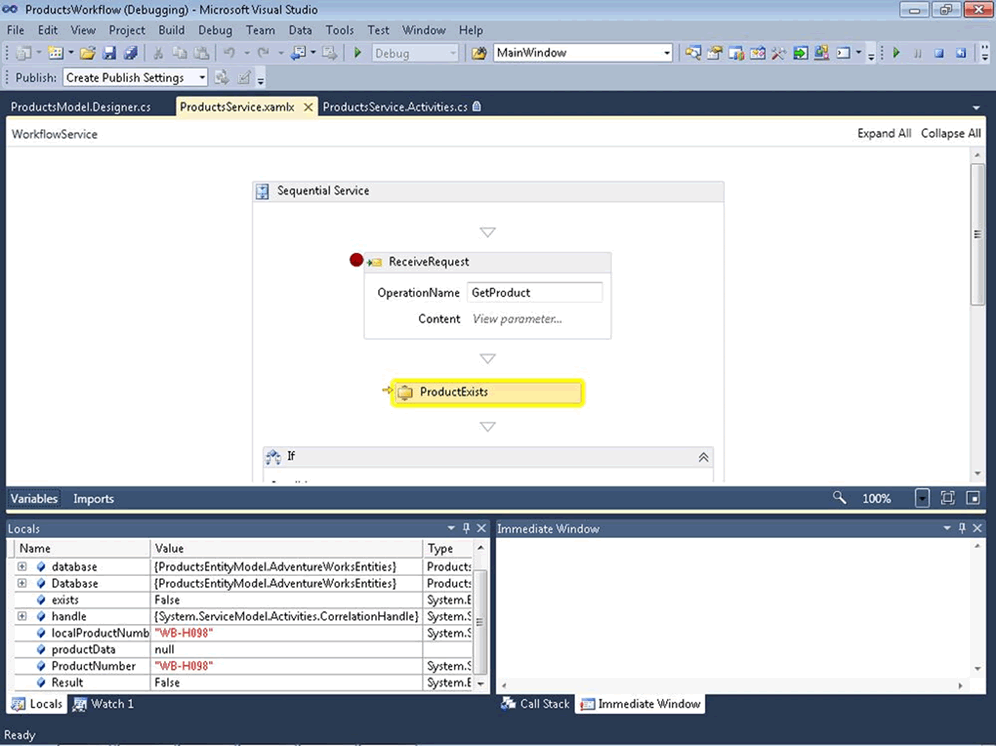 ProductsWorkflow (Debugging) - Microsoft Visual Studio
File Edit View Project Build Debug Team Data Tools Test Window Help
Debug MainWindow
Publish: Create Publish Settings
ProductsModel.Designer.cs ProductsService.xamlx ProductsService.Activities.cs
WorkflowService Expand All Collapse All
Sequential Service
ReceiveRequest
OperationName GetProduct
Content View parameter...
ProductExists
If
Variables Imports 100%
Locals
Name Value Type
database {ProductsEntityModel.AdventureWorksEntities} Products
Database {ProductsEntityModel.AdventureWorksEntities} Products
exists False System.E
handle {System.ServiceModel.Activities.CorrelationHandle} System.S
localProductNumb "WB-H098" System.S
productData null
ProductNumber "WB-H098" System.S
Result False System.E
Locals Watch 1
Immediate Window
Call Stack Immediate Window
Ready